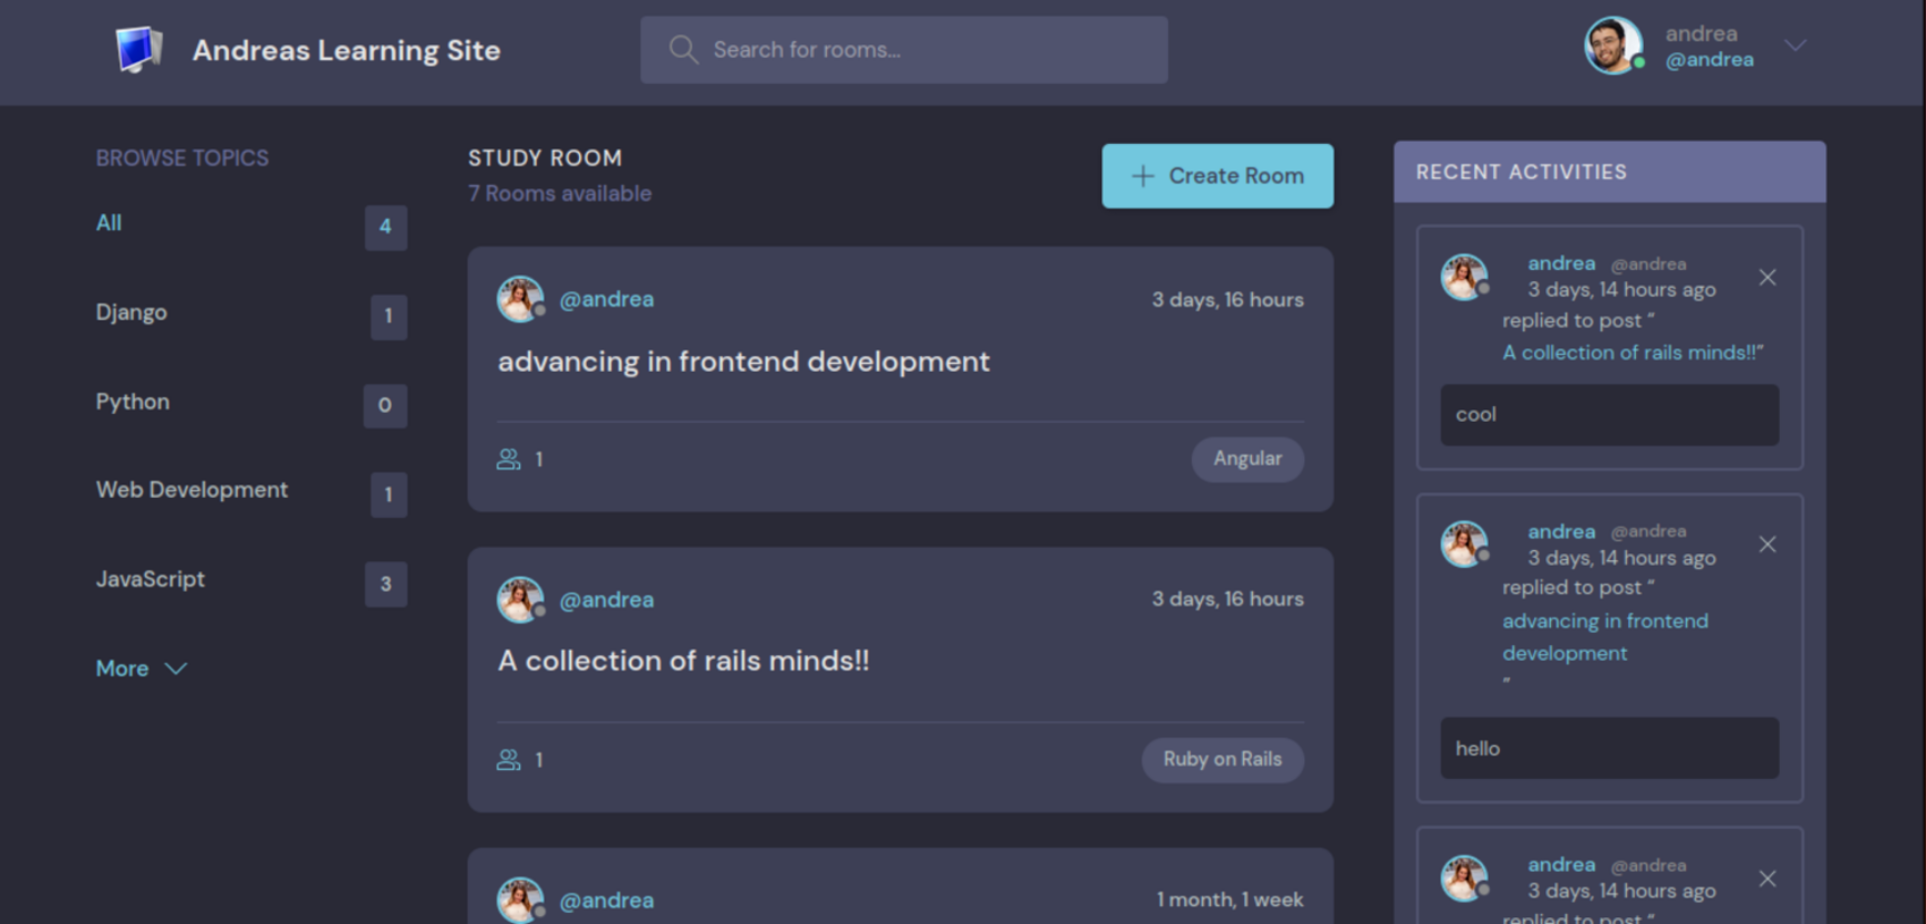 Andreas Learning Site
Search for rooms...
andrea
@andrea
BROWSE TOPICS
All
4
Django
1
Python
0
Web Development
1
JavaScript
3
More
STUDY ROOM
7 Rooms available
Create Room
@andrea
3 days, 16 hours
advancing in frontend development
1
Angular
@andrea
3 days, 16 hours
A collection of rails minds!!
1
Ruby on Rails
@andrea
1 month, 1 week
RECENT ACTIVITIES
andrea @andrea
3 days, 14 hours ago
replied to post “
A collection of rails minds!!”
cool
andrea @andrea
3 days, 14 hours ago
replied to post “
advancing in frontend
development
”
hello
andrea @andrea
3 days, 14 hours ago
replied to post “